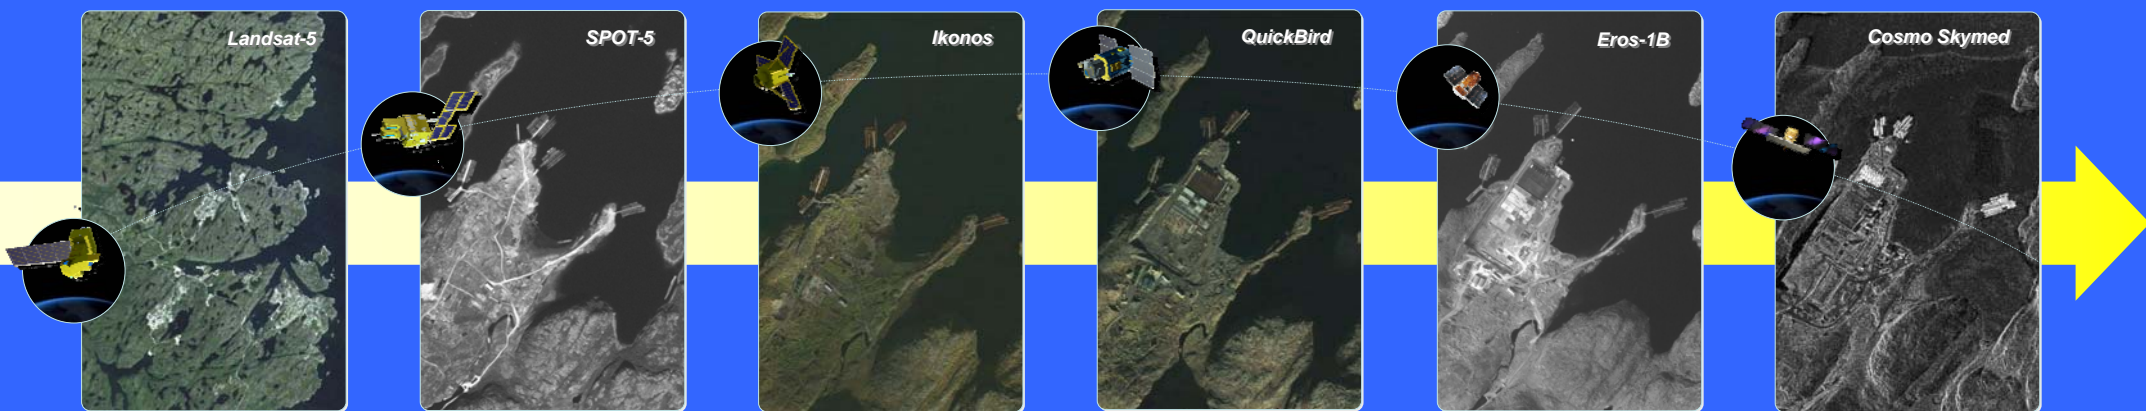 Landsat-5
SPOT-5
Ikonos
QuickBird
Eros-1B
Cosmo Skymed